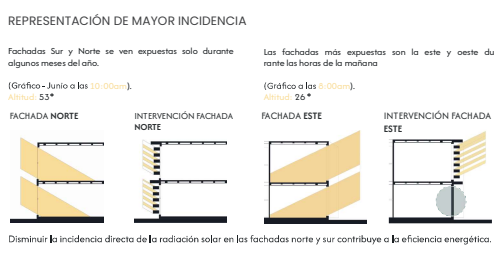 REPRESENTACIÓN DE MAYOR INCIDENCIA
Fachadas Sur y Norte se ven expuestas solo durante
algunos meses del año.
(Gráfico - Junio a las 10:00am).
Altitud: 53°
Las fachadas más expuestas son la este y oeste du
rante las horas de la mañana
(Gráfico a las 8:00am).
Altitud: 26°
FACHADA NORTE
INTERVENCIÓN FACHADA
NORTE
FACHADA ESTE
INTERVENCIÓN FACHADA
ESTE
Disminuir la incidencia directa de la radiación solar en las fachadas norte y sur contribuye a la eficiencia energética.